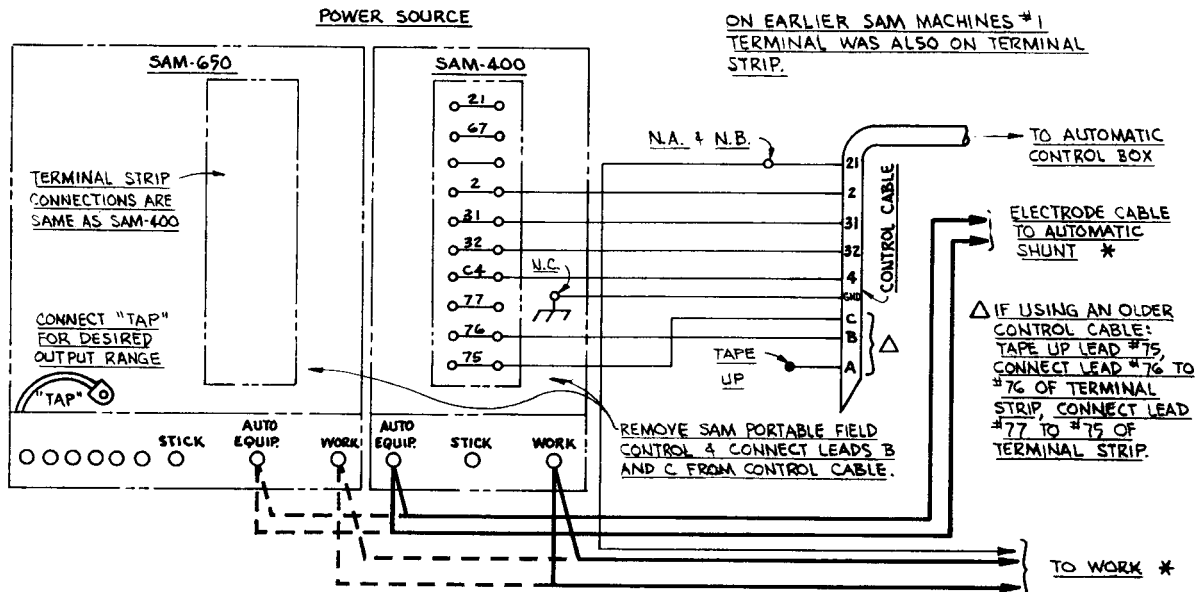 POWER SOURCE
ON EARLIER SAM MACHINES #1
TERMINAL WAS ALSO ON TERMINAL
STRIP.
SAM-650
SAM-400
21
67
2
31
32
C4
77
76
75
TERMINAL STRIP
CONNECTIONS ARE
SAME AS SAM-400
N.A. & N.B.
N.C.
TAPE
UP
21
2
31
32
4
GND
C
B
A
CONTROL CABLE
△
TO AUTOMATIC
CONTROL BOX
ELECTRODE CABLE
TO AUTOMATIC
SHUNT *
△ IF USING AN OLDER
CONTROL CABLE:
TAPE UP LEAD #75,
CONNECT LEAD #76 TO
#76 OF TERMINAL
STRIP, CONNECT LEAD
#77 TO #75 OF
TERMINAL STRIP.
CONNECT "TAP"
FOR DESIRED
OUTPUT RANGE
"TAP"
STICK
AUTO
EQUIP.
WORK
AUTO
EQUIP.
STICK
WORK
REMOVE SAM PORTABLE FIELD
CONTROL & CONNECT LEADS B
AND C FROM CONTROL CABLE.
TO WORK *